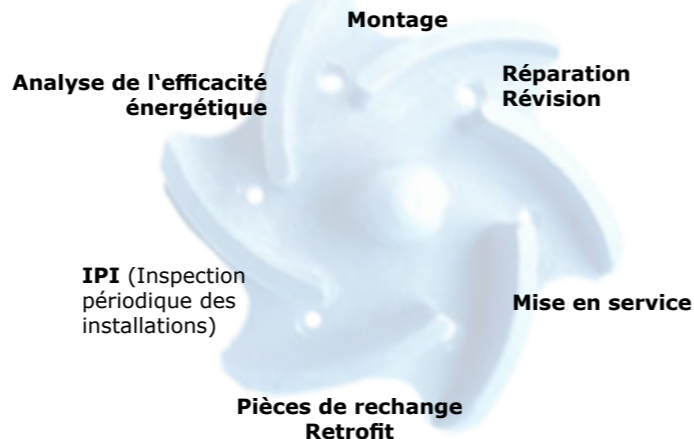 Montage
Analyse de l‘efficacité
énergétique
Réparation
Révision
IPI (Inspection
périodique des
installations)
Mise en service
Pièces de rechange
Retrofit